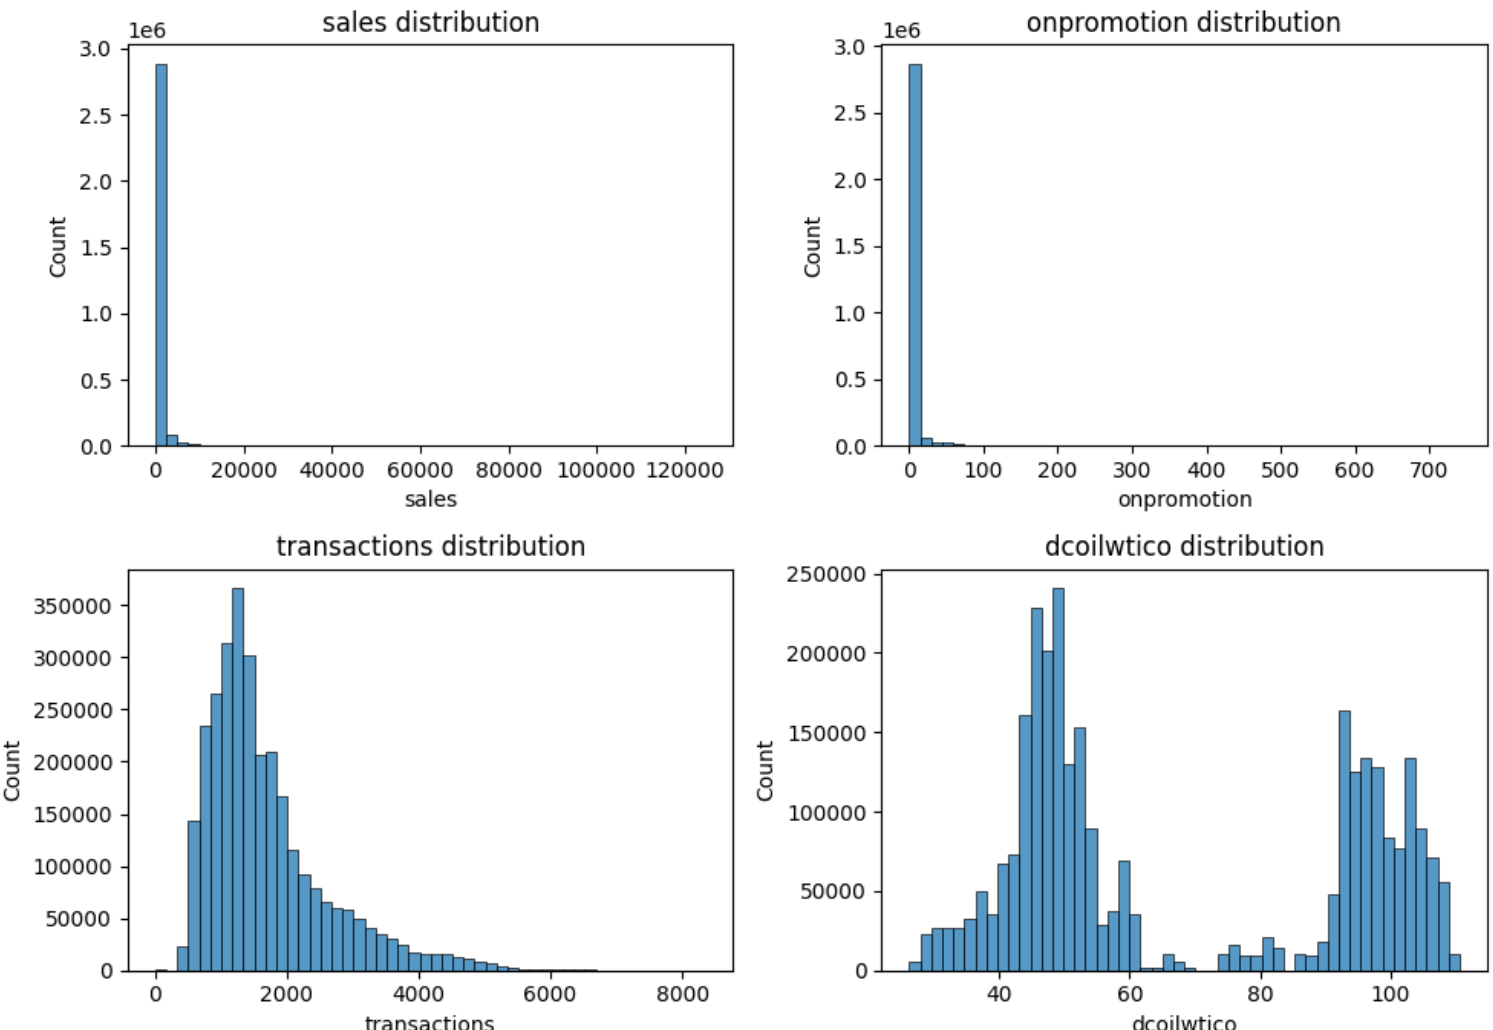 sales distribution
1e6
3.0
2.5
2.0
1.5
1.0
0.5
0.0
Count
0 20000 40000 60000 80000 100000 120000
sales
onpromotion distribution
1e6
3.0
2.5
2.0
1.5
1.0
0.5
0.0
Count
0 100 200 300 400 500 600 700
onpromotion
transactions distribution
350000
300000
250000
200000
150000
100000
50000
0
Count
0 2000 4000 6000 8000
transactions
dcoilwtico distribution
250000
200000
150000
100000
50000
0
Count
40 60 80 100
dcoilwtico